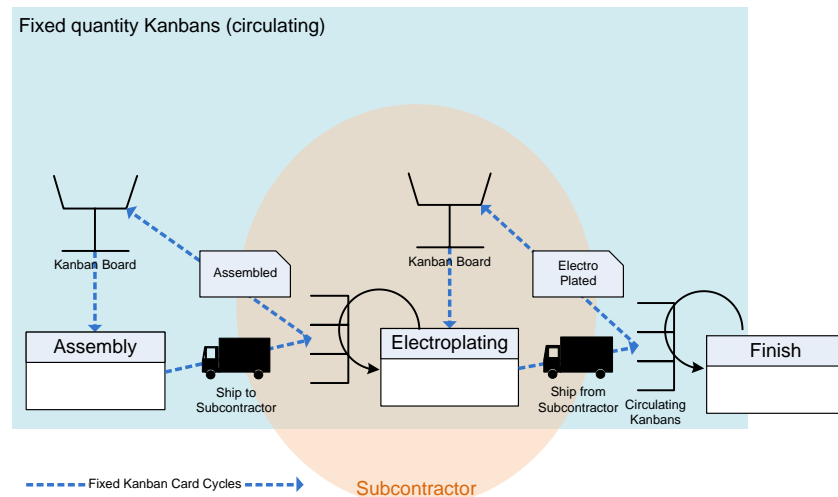 Fixed quantity Kanbans (circulating)
Kanban Board
Kanban Board
Assembled
Electro
Plated
Assembly
Electroplating
Finish
Ship to
Subcontractor
Ship from
Subcontractor
Circulating
Kanbans
Fixed Kanban Card Cycles
Subcontractor